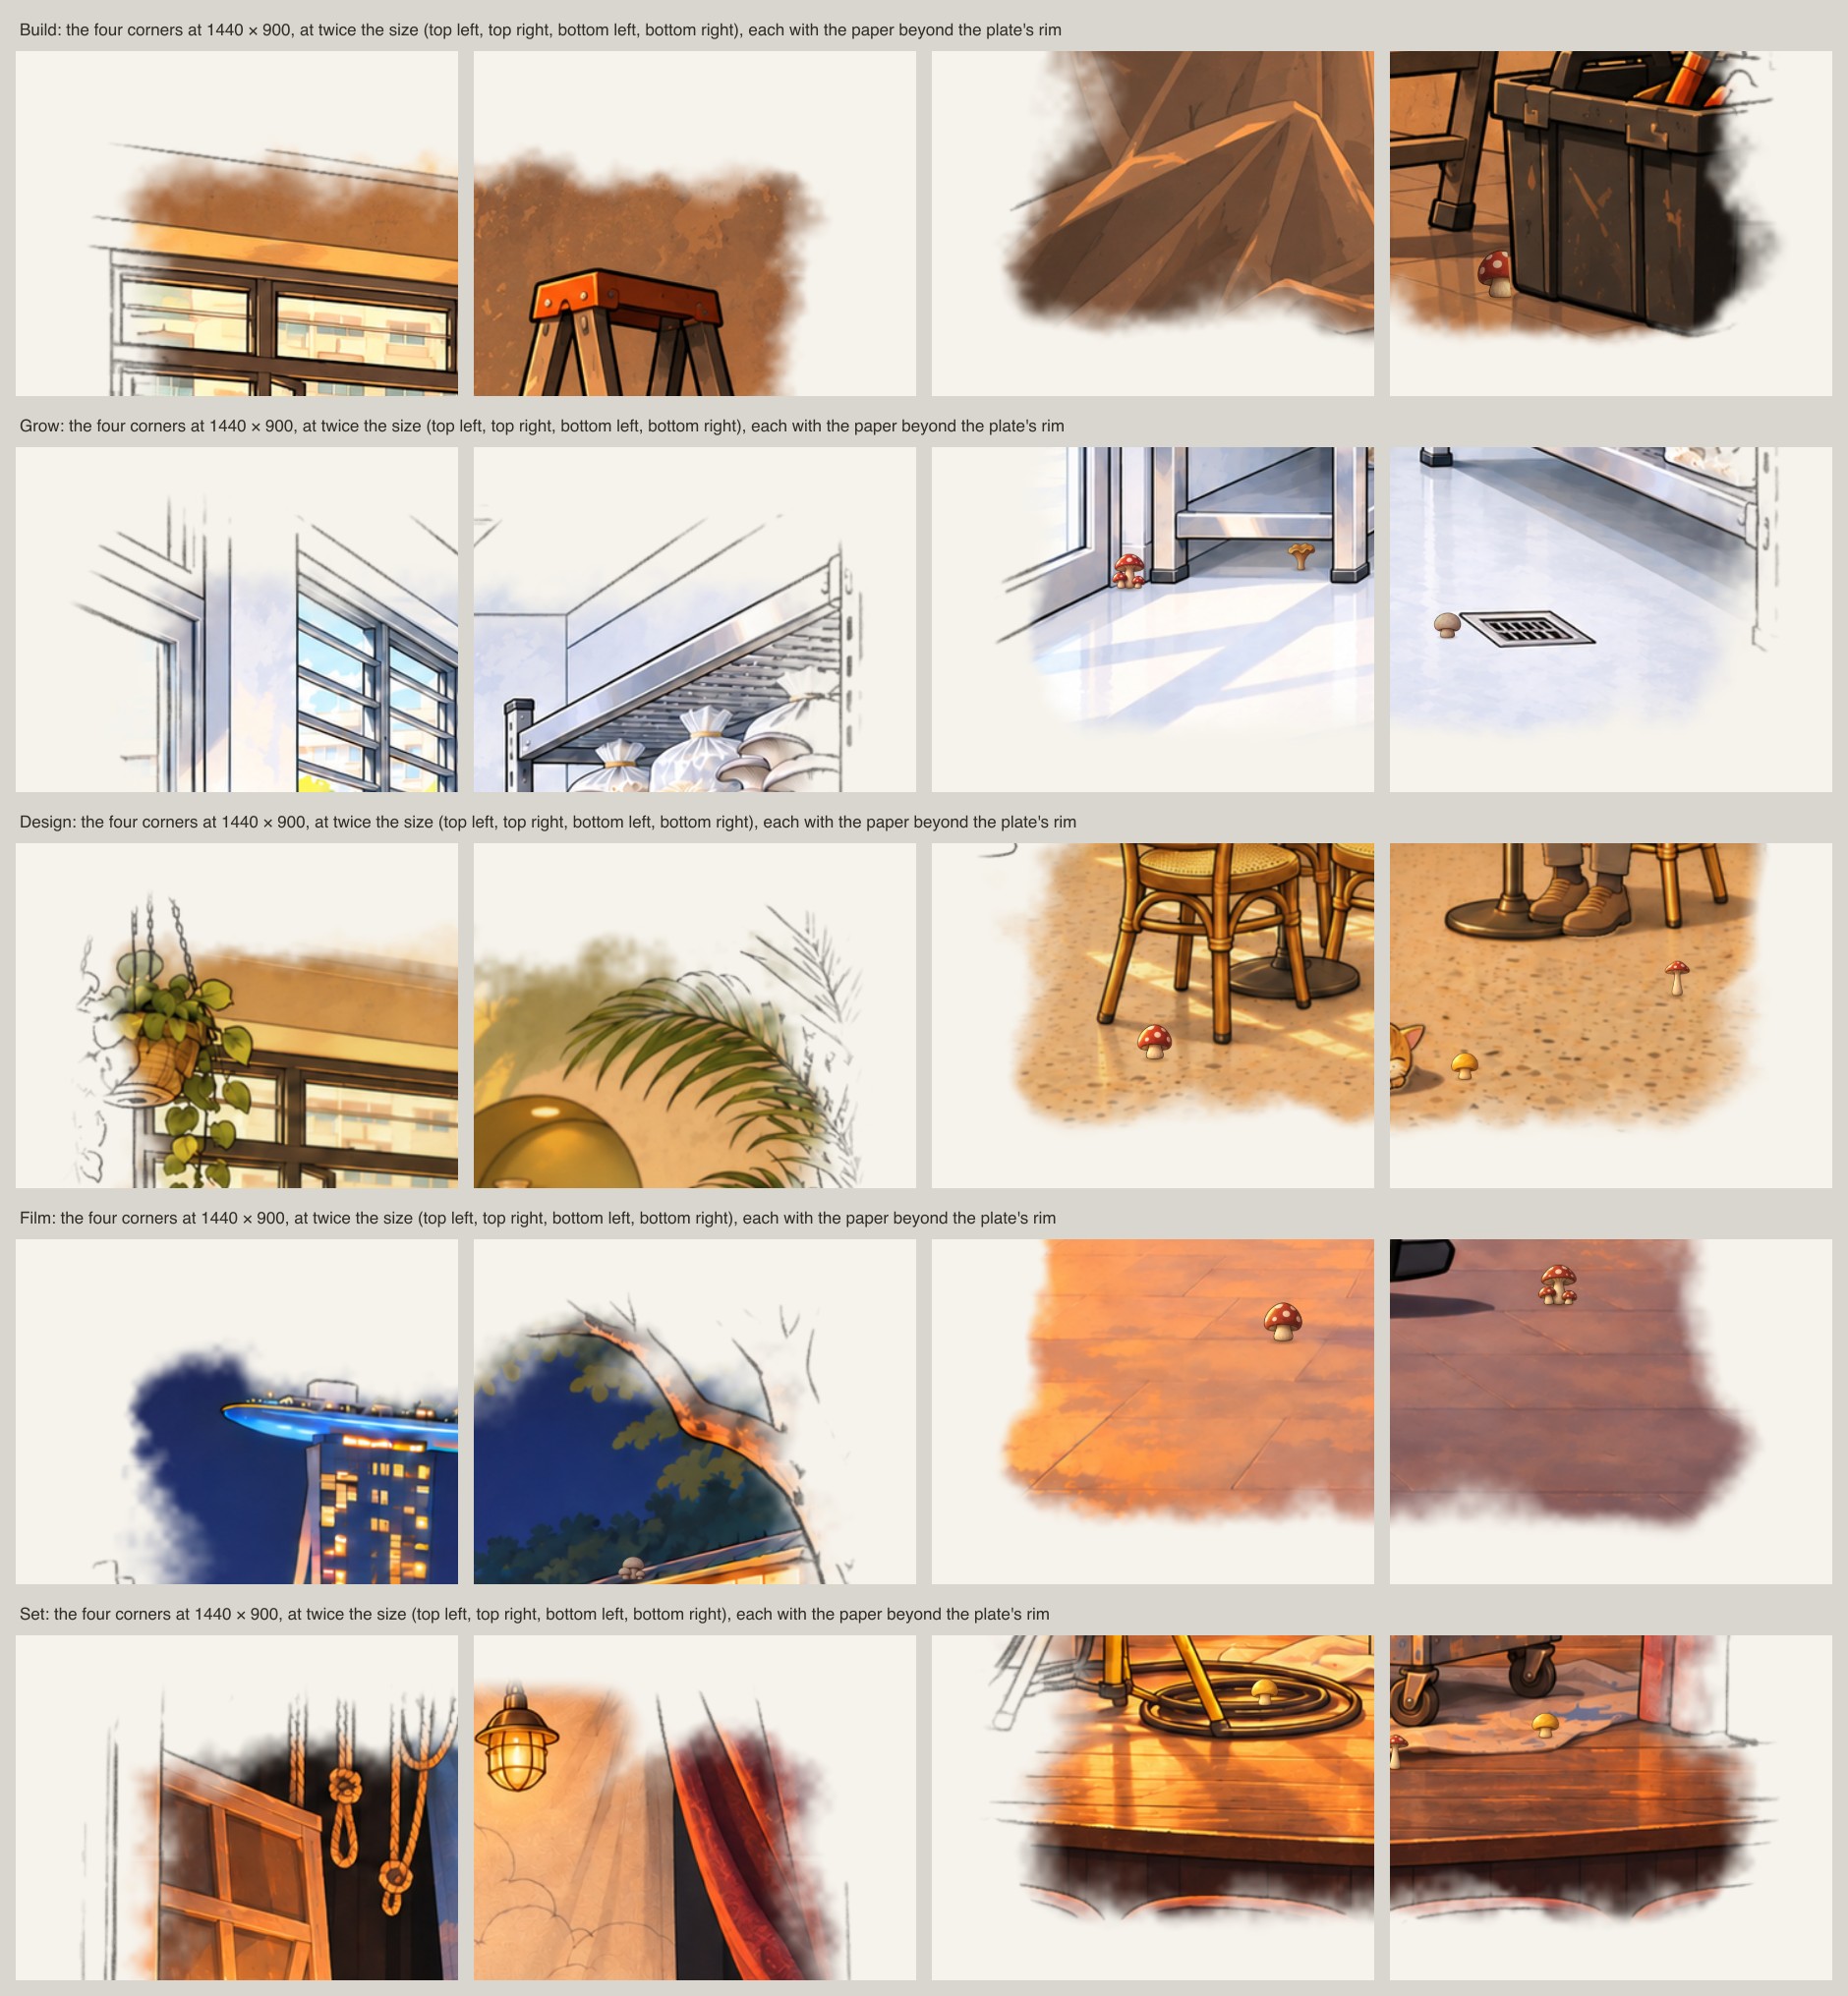 Build: the four corners at 1440 × 900, at twice the size (top left, top right, bottom left, bottom right), each with the paper beyond the plate's rim
Grow: the four corners at 1440 × 900, at twice the size (top left, top right, bottom left, bottom right), each with the paper beyond the plate's rim
Design: the four corners at 1440 × 900, at twice the size (top left, top right, bottom left, bottom right), each with the paper beyond the plate's rim
Film: the four corners at 1440 × 900, at twice the size (top left, top right, bottom left, bottom right), each with the paper beyond the plate's rim
Set: the four corners at 1440 × 900, at twice the size (top left, top right, bottom left, bottom right), each with the paper beyond the plate's rim